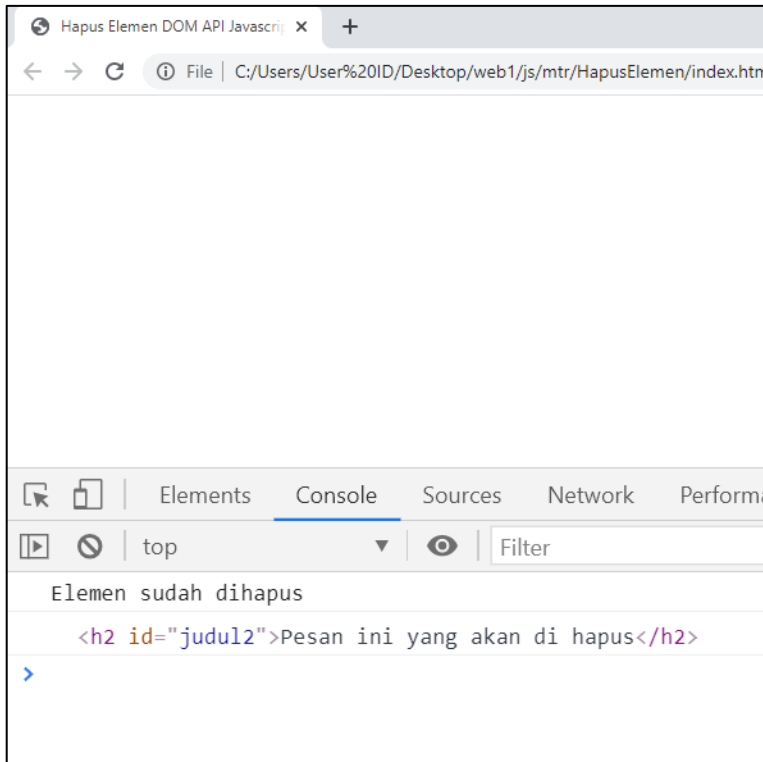 Hapus Elemen DOM API Javascrip
File C:/Users/User%20ID/Desktop/web1/js/mtr/HapusElemen/index.htm
Elements Console Sources Network Performa
top Filter
Elemen sudah dihapus
<h2 id="judul2">Pesan ini yang akan di hapus</h2>